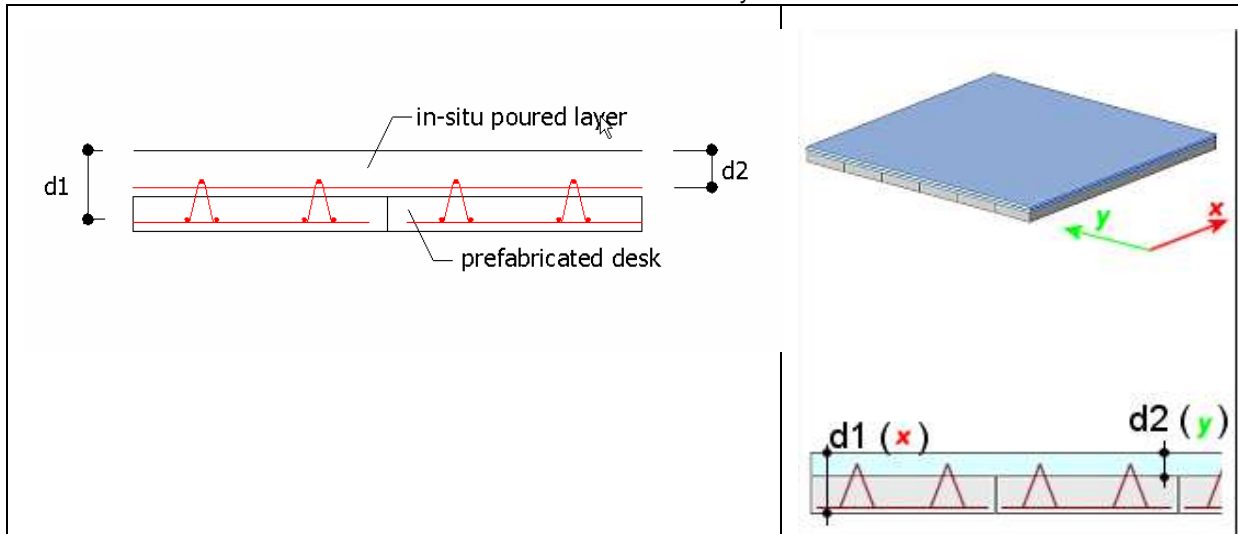 in-situ poured layer
d1
d2
prefabricated desk
y
x
d1 (x)
d2 (y)